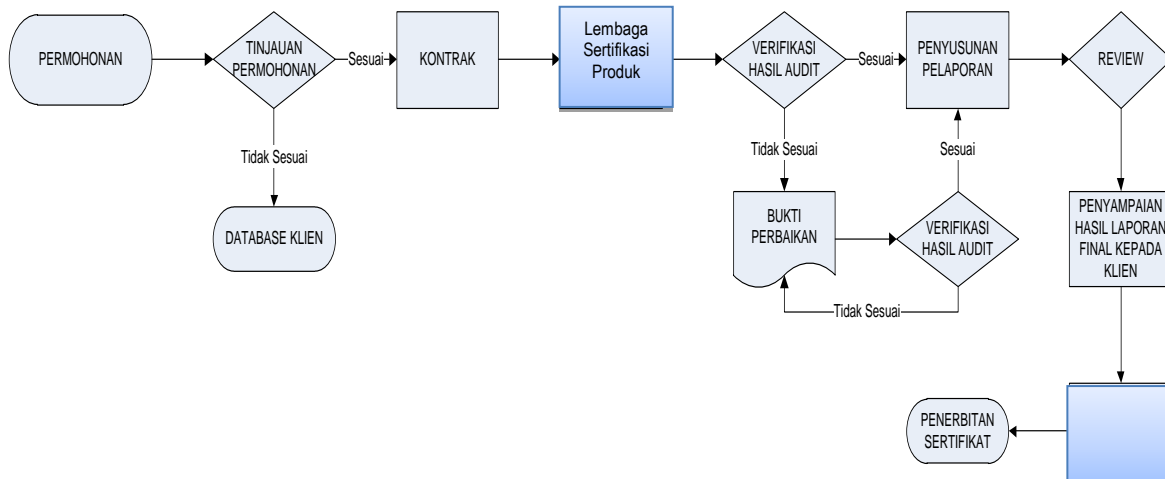 PERMOHONAN
TINJAUAN
PERMOHONAN
Sesuai
KONTRAK
Lembaga
Sertifikasi
Produk
VERIFIKASI
HASIL AUDIT
Sesuai
PENYUSUNAN
PELAPORAN
REVIEW
Tidak Sesuai
Tidak Sesuai
Sesuai
DATABASE KLIEN
BUKTI
PERBAIKAN
VERIFIKASI
HASIL AUDIT
PENYAMPAIAN
HASIL LAPORAN
FINAL KEPADA
KLIEN
Tidak Sesuai
PENERBITAN
SERTIFIKAT